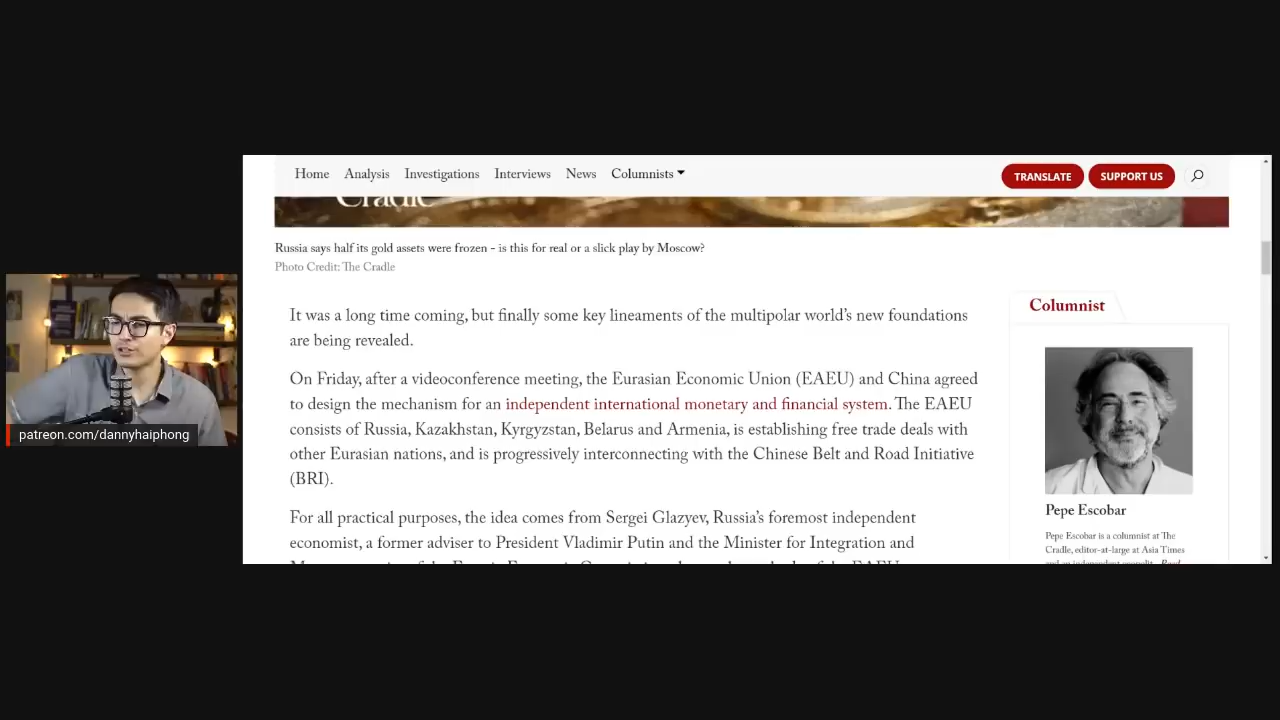 Home Analysis Investigations Interviews News Columnists TRANSLATE SUPPORT US
Cradle
Russia says half its gold assets were frozen - is this for real or a slick play by Moscow?
Photo Credit: The Cradle
It was a long time coming, but finally some key lineaments of the multipolar world's new foundations
are being revealed.
On Friday, after a videoconference meeting, the Eurasian Economic Union (EAEU) and China agreed
to design the mechanism for an independent international monetary and financial system. The EAEU
consists of Russia, Kazakhstan, Kyrgyzstan, Belarus and Armenia, is establishing free trade deals with
other Eurasian nations, and is progressively interconnecting with the Chinese Belt and Road Initiative
(BRI).
For all practical purposes, the idea comes from Sergei Glazyev, Russia's foremost independent
economist, a former adviser to President Vladimir Putin and the Minister for Integration and
Columnist
Pepe Escobar
Pepe Escobar is a columnist at The
Cradle, editor-at-large at Asia Times
patreon.com/dannyhaiphong